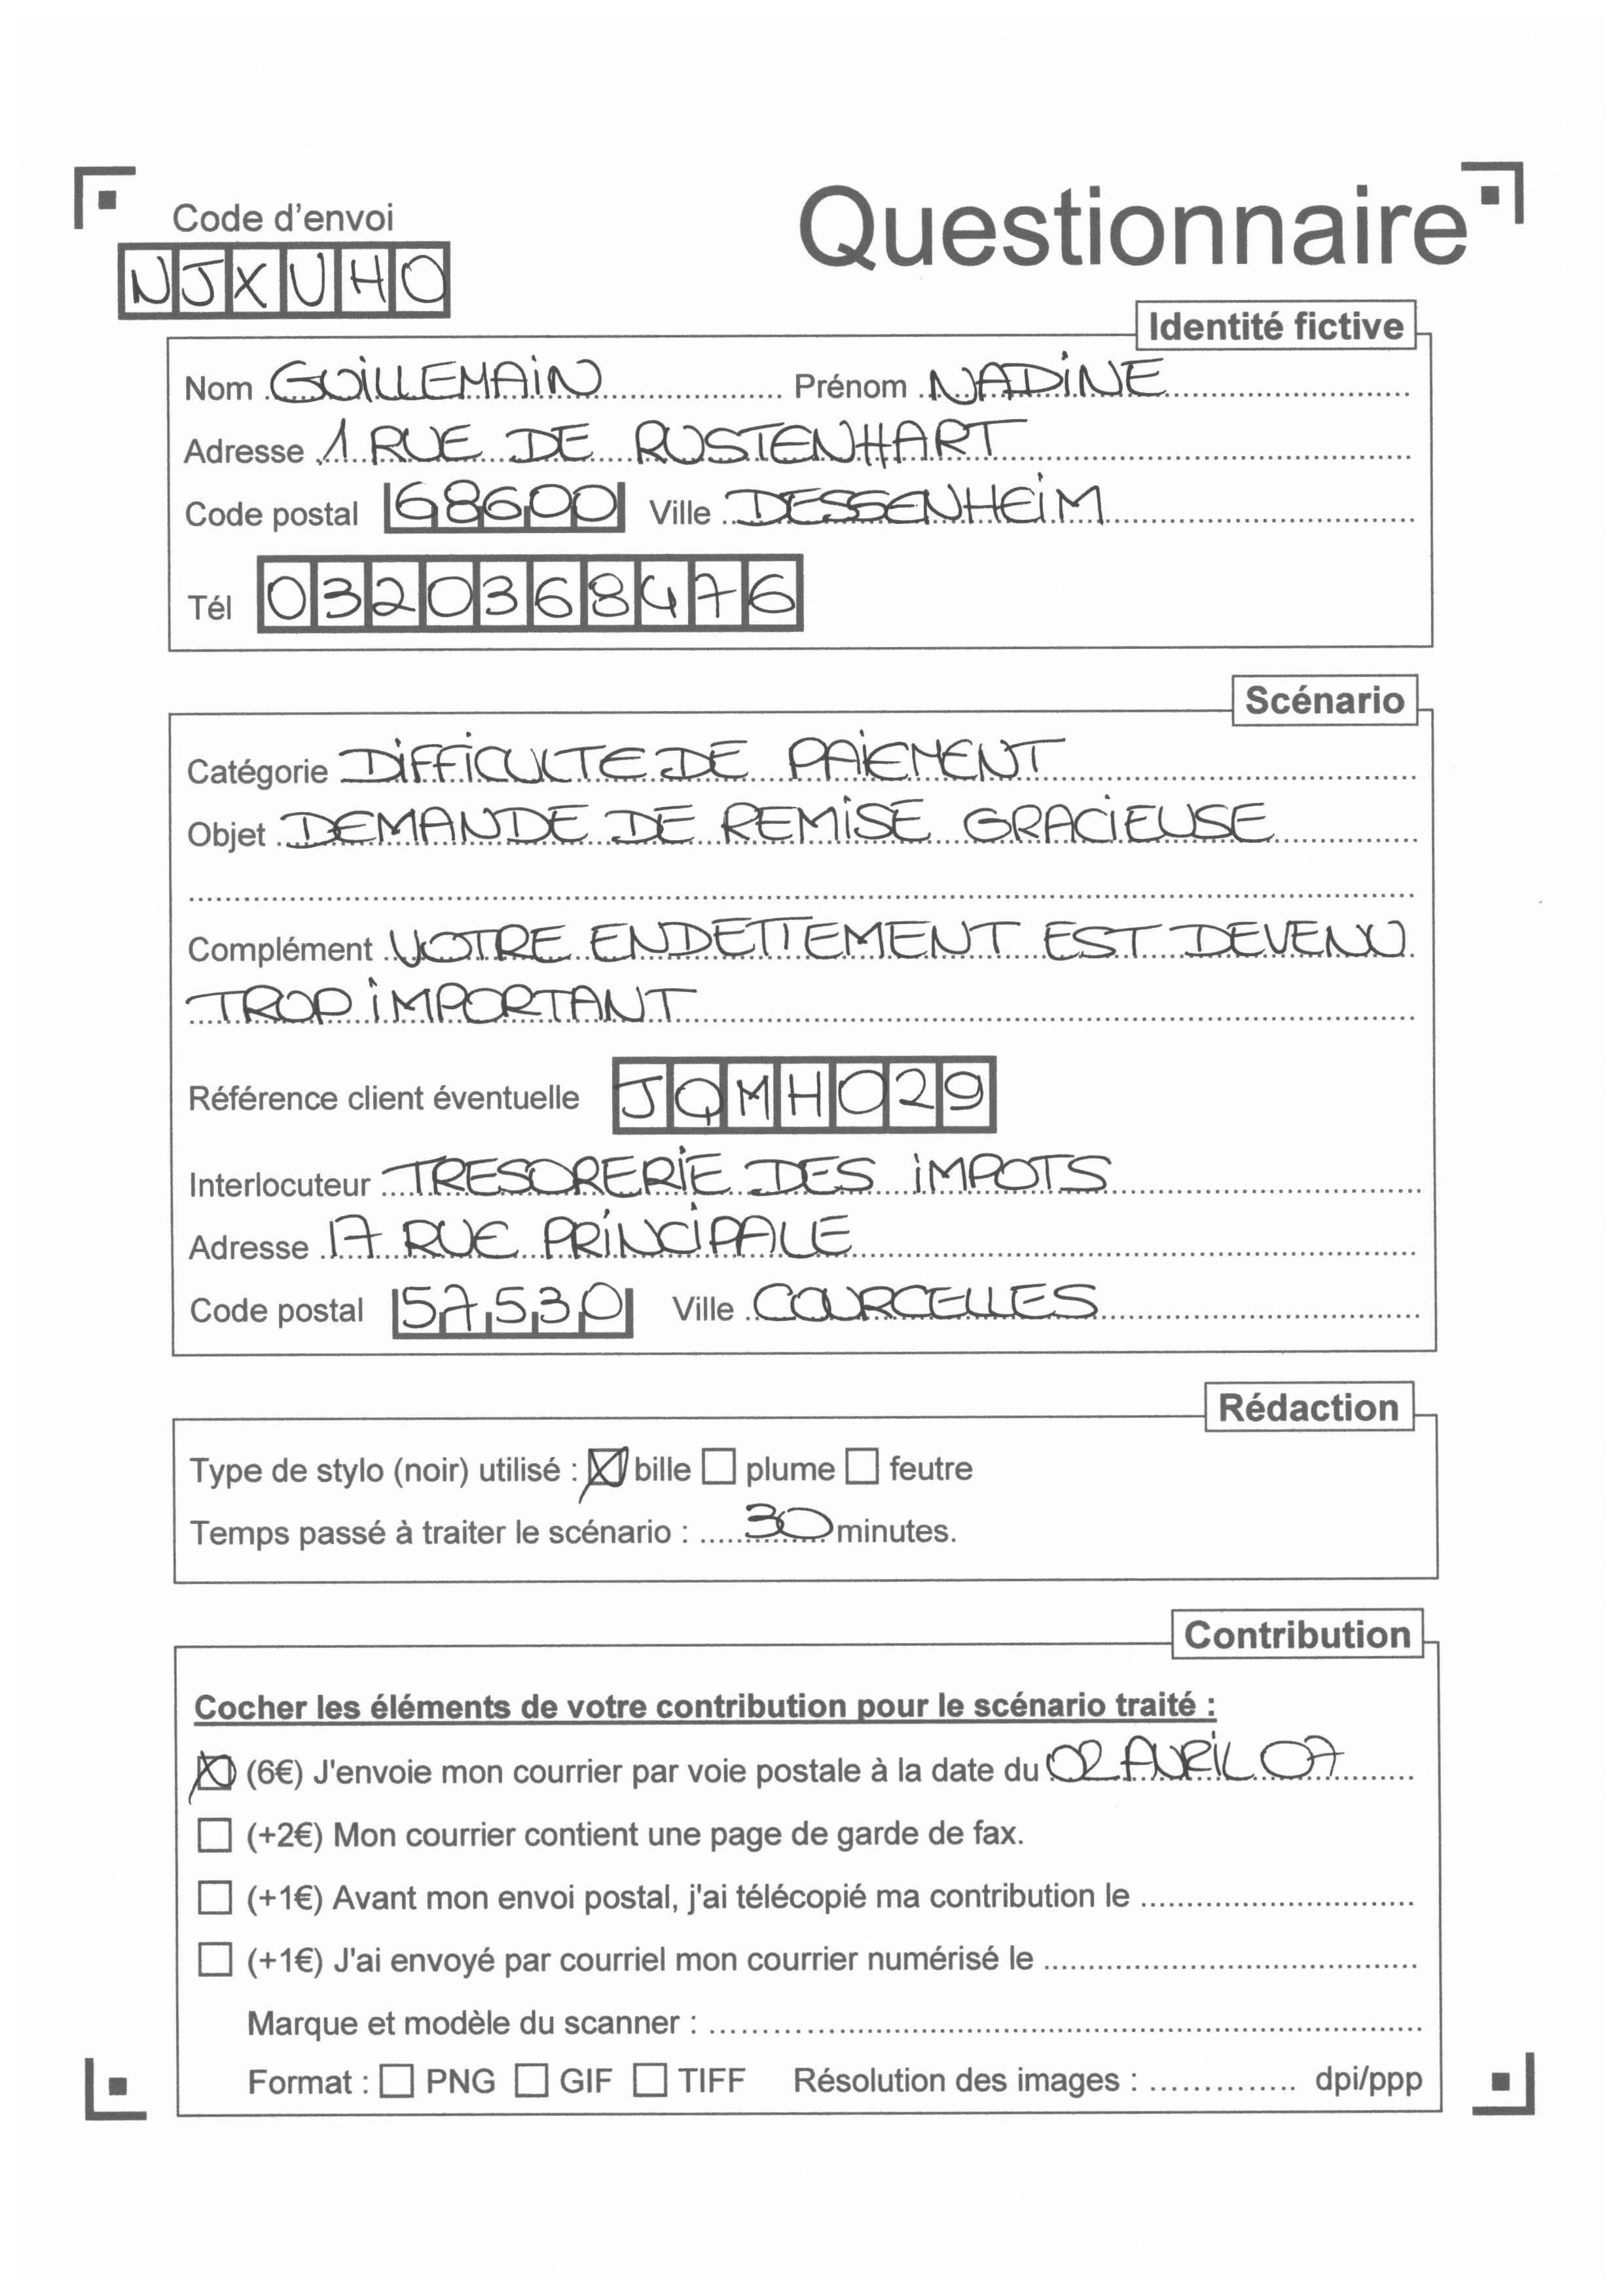 Code d'envoi
Questionnaire
NJXUHO
Identité fictive
Nom GUILLEMAIN Prénom NADINE
Adresse 1 RUE DE RUSTENHART
Code postal 68600 Ville DESSENHEIM
Tél 0320368476
Scénario
Catégorie DIFFICULTE DE PAIEMENT
Objet DEMANDE DE REMISE GRACIEUSE
Complément VOTRE ENDETTEMENT EST DEVENU
TROP IMPORTANT
Référence client éventuelle JQMH029
Interlocuteur TRESORERIE DES IMPOTS
Adresse 17 RUE PRINCIPALE
Code postal 57530 Ville COURCELLES
Rédaction
Type de stylo (noir) utilisé : ☒ bille ☐ plume ☐ feutre
Temps passé à traiter le scénario : 30 minutes.
Contribution
Cocher les éléments de votre contribution pour le scénario traité :
☒ (6€) J'envoie mon courrier par voie postale à la date du 02 AVRIL 07
☐ (+2€) Mon courrier contient une page de garde de fax.
☐ (+1€) Avant mon envoi postal, j'ai télécopié ma contribution le
☐ (+1€) J'ai envoyé par courriel mon courrier numérisé le
Marque et modèle du scanner :
Format : ☐ PNG ☐ GIF ☐ TIFF Résolution des images : dpi/ppp